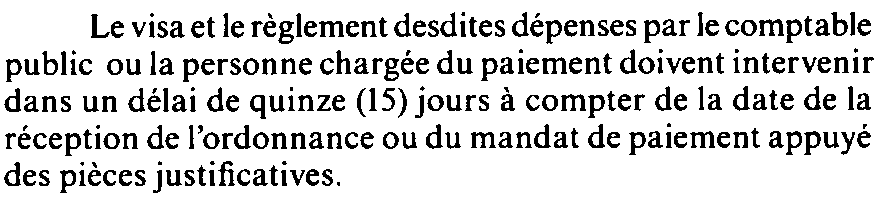 Le visa et le règlement desdites dépenses par le comptable
public ou la personne chargée du paiement doivent intervenir
dans un délai de quinze (15) jours à compter de la date de la
réception de l'ordonnance ou du mandat de paiement appuyé
des pièces justificatives.